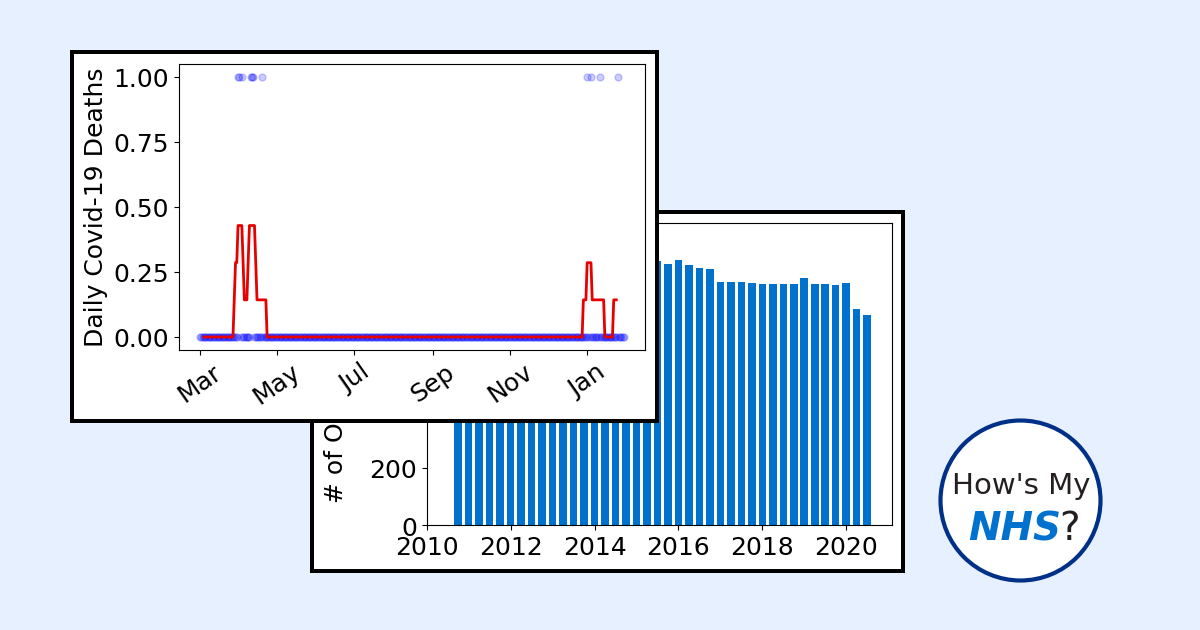 Daily Covid-19 Deaths
1.00
0.75
0.50
0.25
0.00
Mar May Jul Sep Nov Jan
# of O
200
0
2010 2012 2014 2016 2018 2020
How's My
NHS?